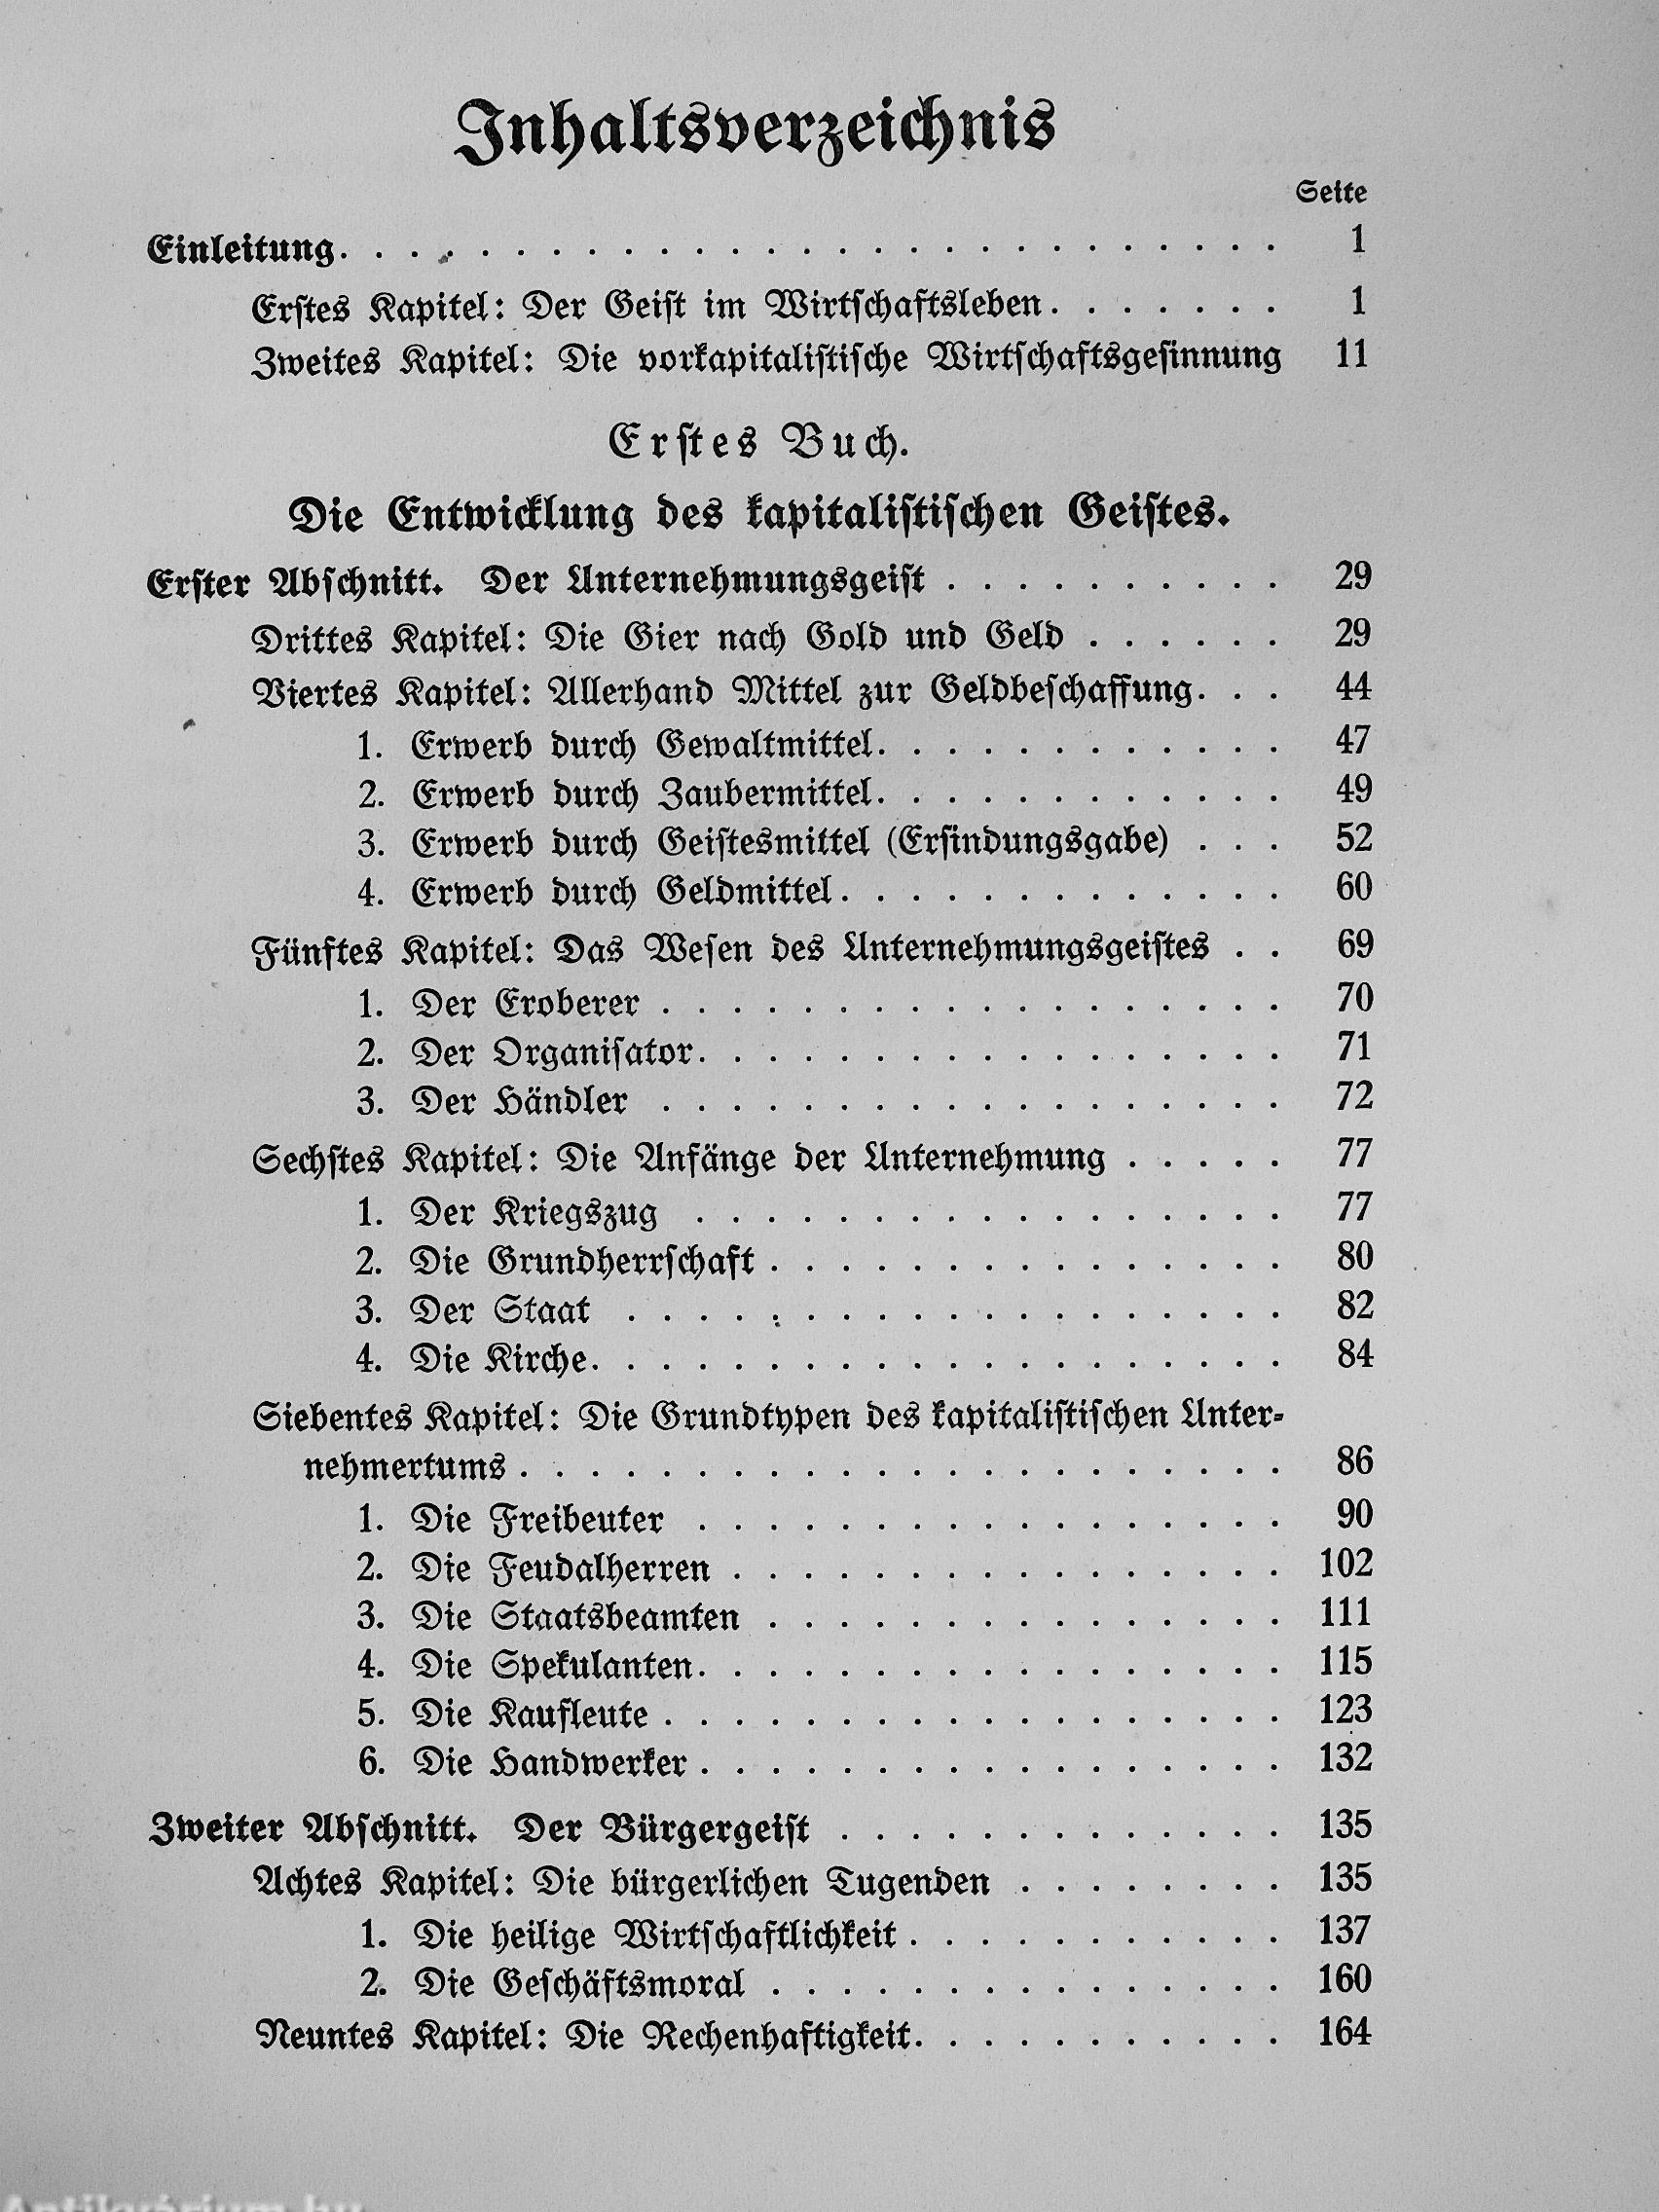 Inhaltsverzeichnis
Seite
Einleitung. . . . . . . . . . . . . . . . . . . . . . . . . . . 1
Erstes Kapitel: Der Geist im Wirtschaftsleben. . . . . . . 1
Zweites Kapitel: Die vorkapitalistische Wirtschaftsgesinnung 11
Erstes Buch.
Die Entwicklung des kapitalistischen Geistes.
Erster Abschnitt. Der Unternehmungsgeist . . . . . . . . . . 29
Drittes Kapitel: Die Gier nach Gold und Geld . . . . . . 29
Viertes Kapitel: Allerhand Mittel zur Geldbeschaffung. . . 44
1. Erwerb durch Gewaltmittel. . . . . . . . . . . . 47
2. Erwerb durch Zaubermittel. . . . . . . . . . . . 49
3. Erwerb durch Geistesmittel (Erfindungsgabe) . . . 52
4. Erwerb durch Geldmittel. . . . . . . . . . . . . 60
Fünftes Kapitel: Das Wesen des Unternehmungsgeistes . . 69
1. Der Eroberer . . . . . . . . . . . . . . . . . . 70
2. Der Organisator. . . . . . . . . . . . . . . . . 71
3. Der Händler . . . . . . . . . . . . . . . . . . 72
Sechstes Kapitel: Die Anfänge der Unternehmung . . . . . 77
1. Der Kriegszug . . . . . . . . . . . . . . . . . 77
2. Die Grundherrschaft . . . . . . . . . . . . . . . 80
3. Der Staat . . . . . . . . . . . . . . . . . . . 82
4. Die Kirche. . . . . . . . . . . . . . . . . . . . 84
Siebentes Kapitel: Die Grundtypen des kapitalistischen Unter-
nehmertums . . . . . . . . . . . . . . . . . . . . . . 86
1. Die Freibeuter . . . . . . . . . . . . . . . . . 90
2. Die Feudalherren . . . . . . . . . . . . . . . . 102
3. Die Staatsbeamten . . . . . . . . . . . . . . . 111
4. Die Spekulanten. . . . . . . . . . . . . . . . . 115
5. Die Kaufleute . . . . . . . . . . . . . . . . . . 123
6. Die Handwerker . . . . . . . . . . . . . . . . . 132
Zweiter Abschnitt. Der Bürgergeist . . . . . . . . . . . . . 135
Achtes Kapitel: Die bürgerlichen Tugenden . . . . . . . . 135
1. Die heilige Wirtschaftlichkeit . . . . . . . . . . . 137
2. Die Geschäftsmoral . . . . . . . . . . . . . . . 160
Neuntes Kapitel: Die Rechenhaftigkeit. . . . . . . . . . . 164
Antikvárium.hu